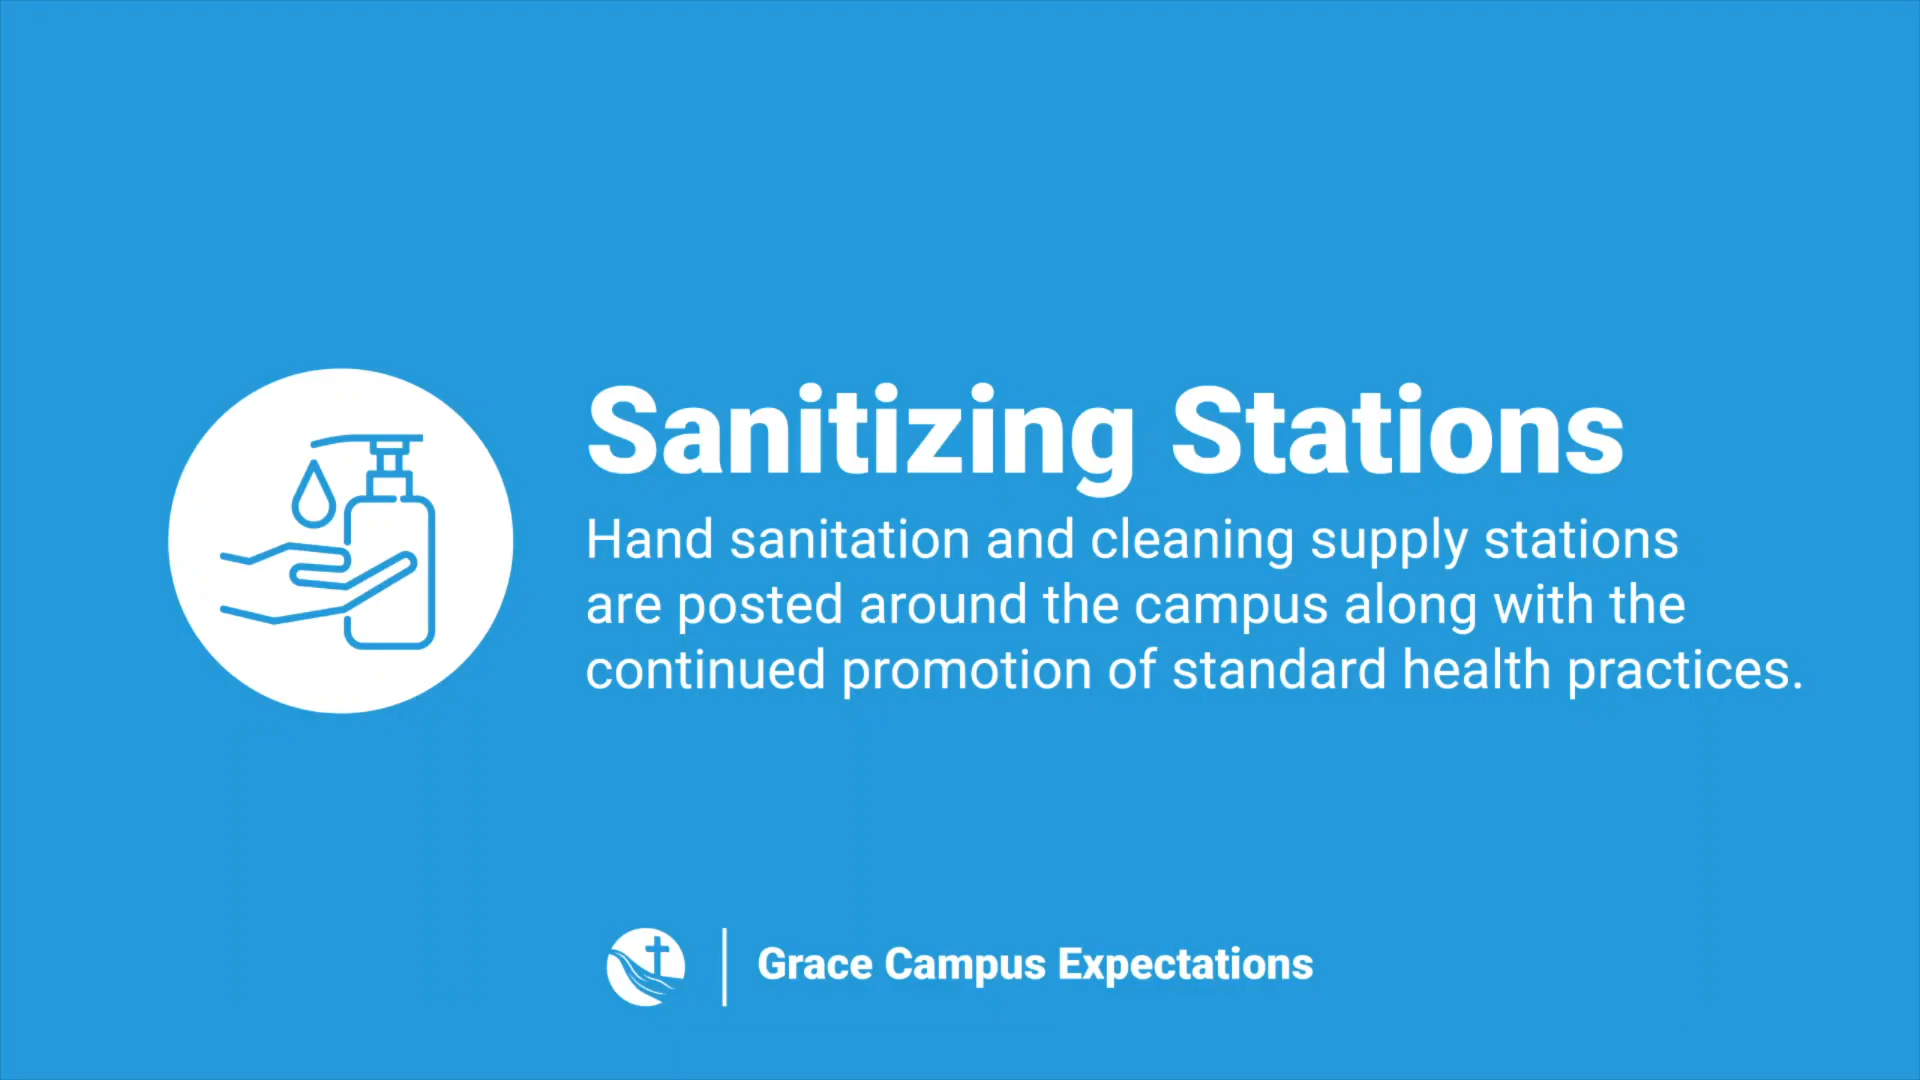 Sanitizing Stations
Hand sanitation and cleaning supply stations
are posted around the campus along with the
continued promotion of standard health practices.
Grace Campus Expectations